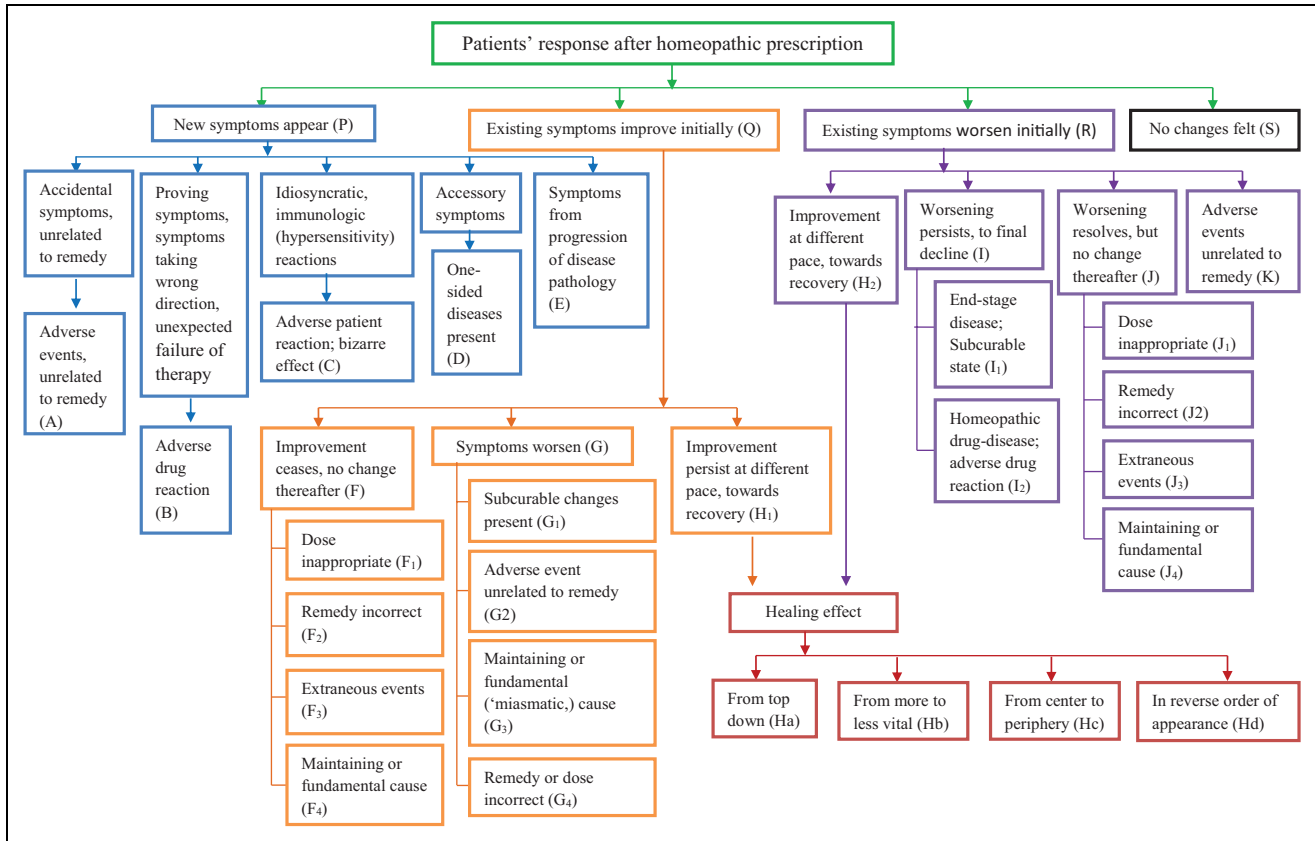 Patients’ response after homeopathic prescription
New symptoms appear (P)
Existing symptoms improve initially (Q)
Existing symptoms worsen initially (R)
No changes felt (S)
Accidental
symptoms,
unrelated
to remedy
Proving
symptoms,
symptoms
taking
wrong
direction,
unexpected
failure of
therapy
Idiosyncratic,
immunologic
(hypersensitivity)
reactions
Accessory
symptoms
Symptoms
from
progression
of disease
pathology
(E)
Adverse
events,
unrelated
to remedy
(A)
Adverse
drug
reaction
(B)
Adverse patient
reaction; bizarre
effect (C)
One-
sided
diseases
present
(D)
Improvement
at different
pace, towards
recovery (H₂)
Worsening
persists, to final
decline (I)
Worsening
resolves, but
no change
thereafter (J)
Adverse
events
unrelated to
remedy (K)
End-stage
disease;
Subcurable
state (I₁)
Homeopathic
drug-disease;
adverse drug
reaction (I₂)
Dose
inappropriate (J₁)
Remedy
incorrect (J2)
Extraneous
events (J₃)
Maintaining or
fundamental
cause (J₄)
Improvement
ceases, no change
thereafter (F)
Symptoms worsen (G)
Improvement
persist at different
pace, towards
recovery (H₁)
Dose
inappropriate (F₁)
Remedy incorrect
(F₂)
Extraneous events
(F₃)
Maintaining or
fundamental cause
(F₄)
Subcurable changes
present (G₁)
Adverse event
unrelated to remedy
(G2)
Maintaining or
fundamental
(‘miasmatic,) cause
(G₃)
Remedy or dose
incorrect (G₄)
Healing effect
From top
down (Ha)
From more to
less vital (Hb)
From center to
periphery (Hc)
In reverse order of
appearance (Hd)